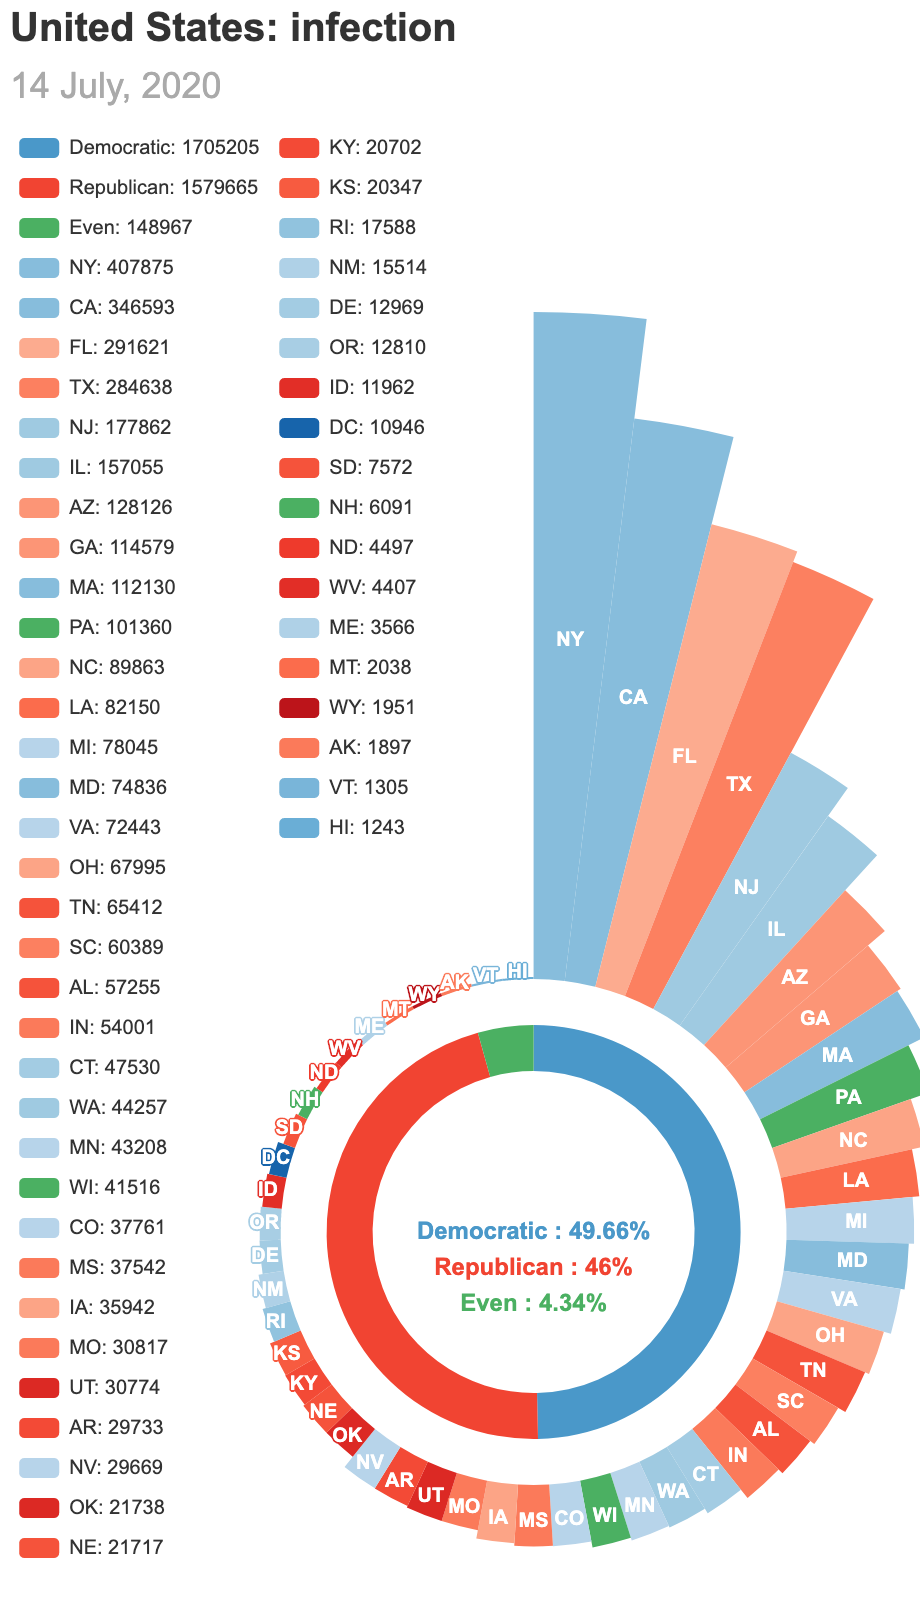 United States: infection
14 July, 2020
Democratic: 1705205
Republican: 1579665
Even: 148967
NY: 407875
CA: 346593
FL: 291621
TX: 284638
NJ: 177862
IL: 157055
AZ: 128126
GA: 114579
MA: 112130
PA: 101360
NC: 89863
LA: 82150
MI: 78045
MD: 74836
VA: 72443
OH: 67995
TN: 65412
SC: 60389
AL: 57255
IN: 54001
CT: 47530
WA: 44257
MN: 43208
WI: 41516
CO: 37761
MS: 37542
IA: 35942
MO: 30817
UT: 30774
AR: 29733
NV: 29669
OK: 21738
NE: 21717
KY: 20702
KS: 20347
RI: 17588
NM: 15514
DE: 12969
OR: 12810
ID: 11962
DC: 10946
SD: 7572
NH: 6091
ND: 4497
WV: 4407
ME: 3566
MT: 2038
WY: 1951
AK: 1897
VT: 1305
HI: 1243
NY
CA
FL
TX
NJ
IL
AZ
GA
MA
PA
NC
LA
MI
MD
VA
OH
TN
SC
AL
IN
CT
WA
MN
WI
CO
MS
IA
MO
UT
AR
NV
OK
NE
KY
KS
RI
NM
DE
OR
ID
DC
SD
NH
ND
WV
ME
MT
WY
AK
VT
HI
Democratic : 49.66%
Republican : 46%
Even : 4.34%